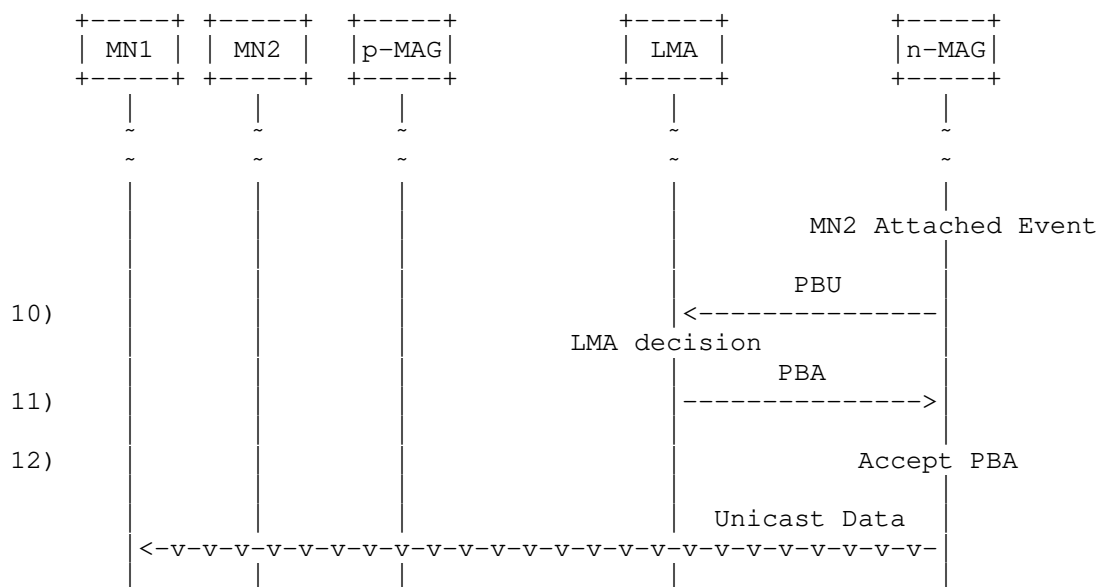 +-----+ +-----+   +-----+            +-----+           +-----+
| MN1 | | MN2 |   |p-MAG|            | LMA |           |n-MAG|
+-----+ +-----+   +-----+            +-----+           +-----+
   |       |         |                  |                 |
   ~       ~         ~                  ~                 ~
   ~       ~         ~                  ~                 ~
   |       |         |                  |                 |
MN2 Attached Event
PBU
10) |<---------------|
LMA decision
PBA
11) |--------------->|
12) Accept PBA
Unicast Data
|<-v-v-v-v-v-v-v-v-v-v-v-v-v-v-v-v-v-v-v-v-v-v-v-v-v-|